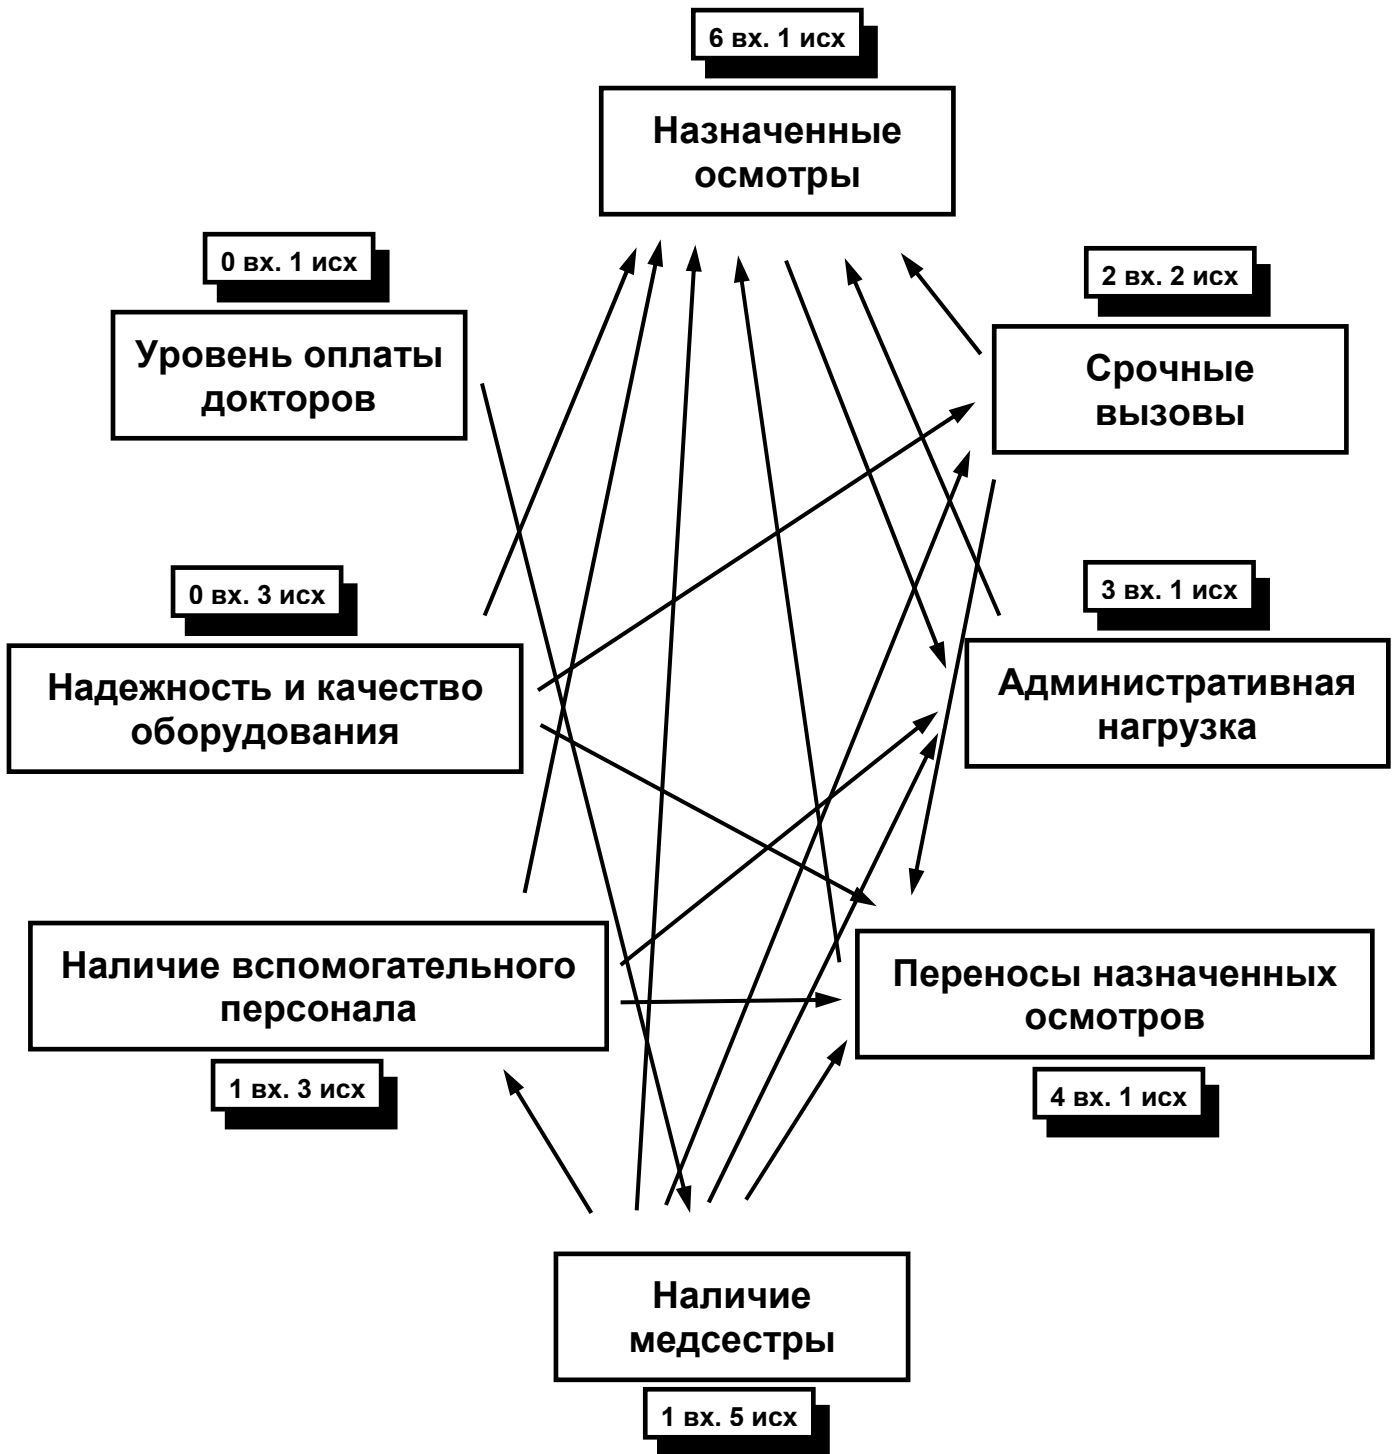 6 вх. 1 исх
Назначенные
осмотры
0 вх. 1 исх
Уровень оплаты
докторов
2 вх. 2 исх
Срочные
вызовы
0 вх. 3 исх
Надежность и качество
оборудования
3 вх. 1 исх
Административная
нагрузка
Наличие вспомогательного
персонала
1 вх. 3 исх
Переносы назначенных
осмотров
4 вх. 1 исх
Наличие
медсестры
1 вх. 5 исх